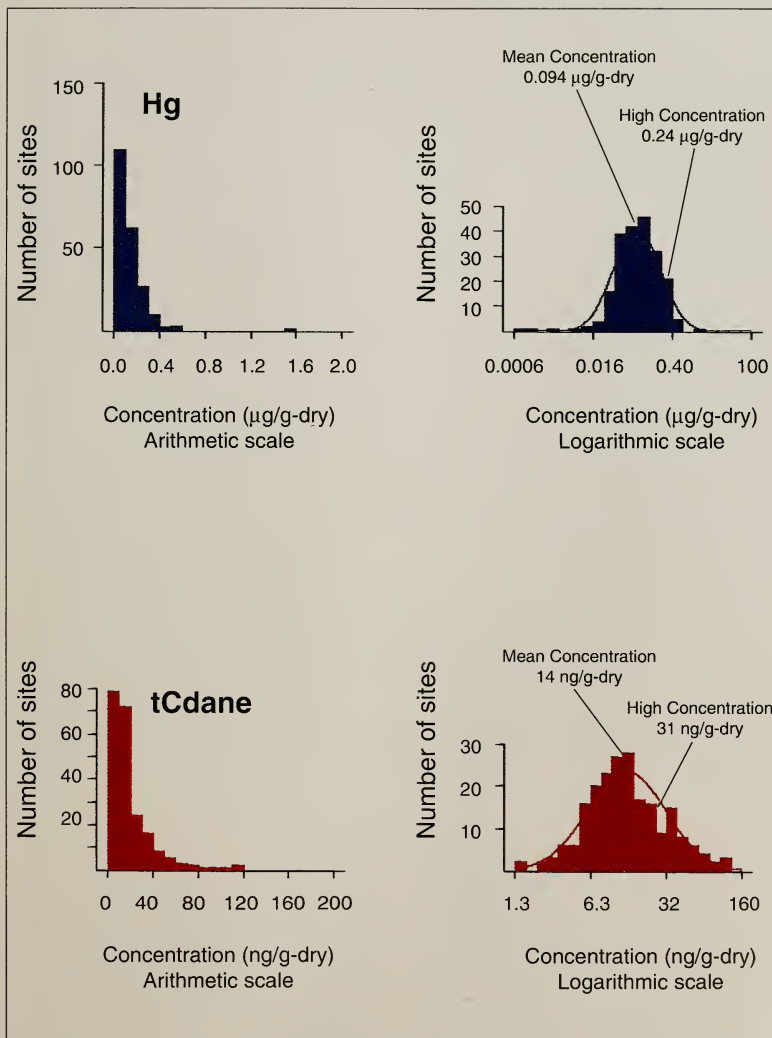 Hg
Number of sites
150
100
50
0.0 0.4 0.8 1.2 1.6 2.0
Concentration (µg/g-dry)
Arithmetic scale
Mean Concentration
0.094 µg/g-dry
High Concentration
0.24 µg/g-dry
Number of sites
50
40
30
20
10
0.0006 0.016 0.40 100
Concentration (µg/g-dry)
Logarithmic scale
tCdane
Number of sites
80
60
40
20
0 40 80 120 160 200
Concentration (ng/g-dry)
Arithmetic scale
Mean Concentration
14 ng/g-dry
High Concentration
31 ng/g-dry
Number of sites
30
20
10
1.3 6.3 32 160
Concentration (ng/g-dry)
Logarithmic scale